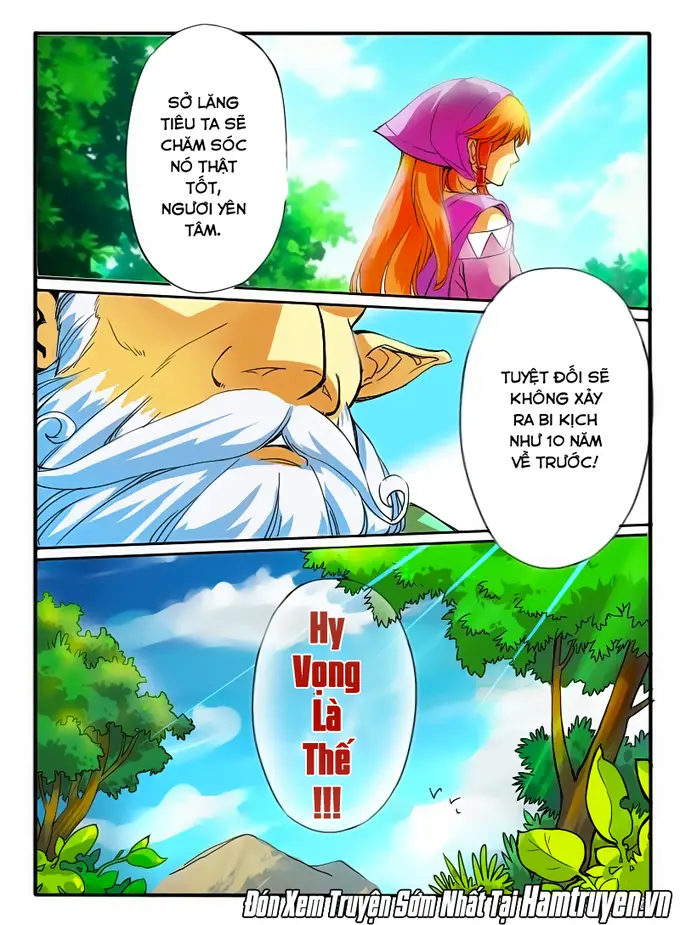 SỞ LĂNG
TIÊU TA SẼ
CHĂM SÓC
NÓ THẬT
TỐT,
NGƯƠI YÊN
TÂM.
TUYỆT ĐỐI SẼ
KHÔNG XẢY
RA BI KỊCH
NHƯ 10 NĂM
VỀ TRƯỚC!
Hy
Vọng
Là
Thế
!!!
Đón Xem Truyện Sớm Nhất Tại Hamtruyen.vn